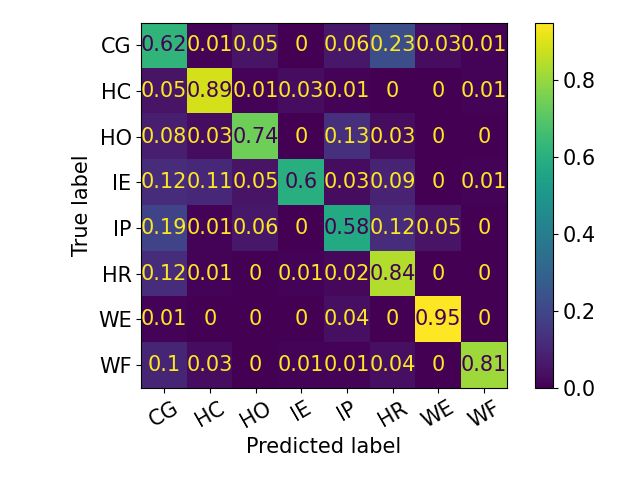 CG 0.62 0.01 0.05 0 0.06 0.23 0.03 0.01
HC 0.05 0.89 0.01 0.03 0.01 0 0 0.01
HO 0.08 0.03 0.74 0 0.13 0.03 0 0
IE 0.12 0.11 0.05 0.6 0.03 0.09 0 0.01
IP 0.19 0.01 0.06 0 0.58 0.12 0.05 0
HR 0.12 0.01 0 0.01 0.02 0.84 0 0
WE 0.01 0 0 0 0.04 0 0.95 0
WF 0.1 0.03 0 0.01 0.01 0.04 0 0.81
CG HC HO IE IP HR WE WF
Predicted label
True label
0.8
0.6
0.4
0.2
0.0